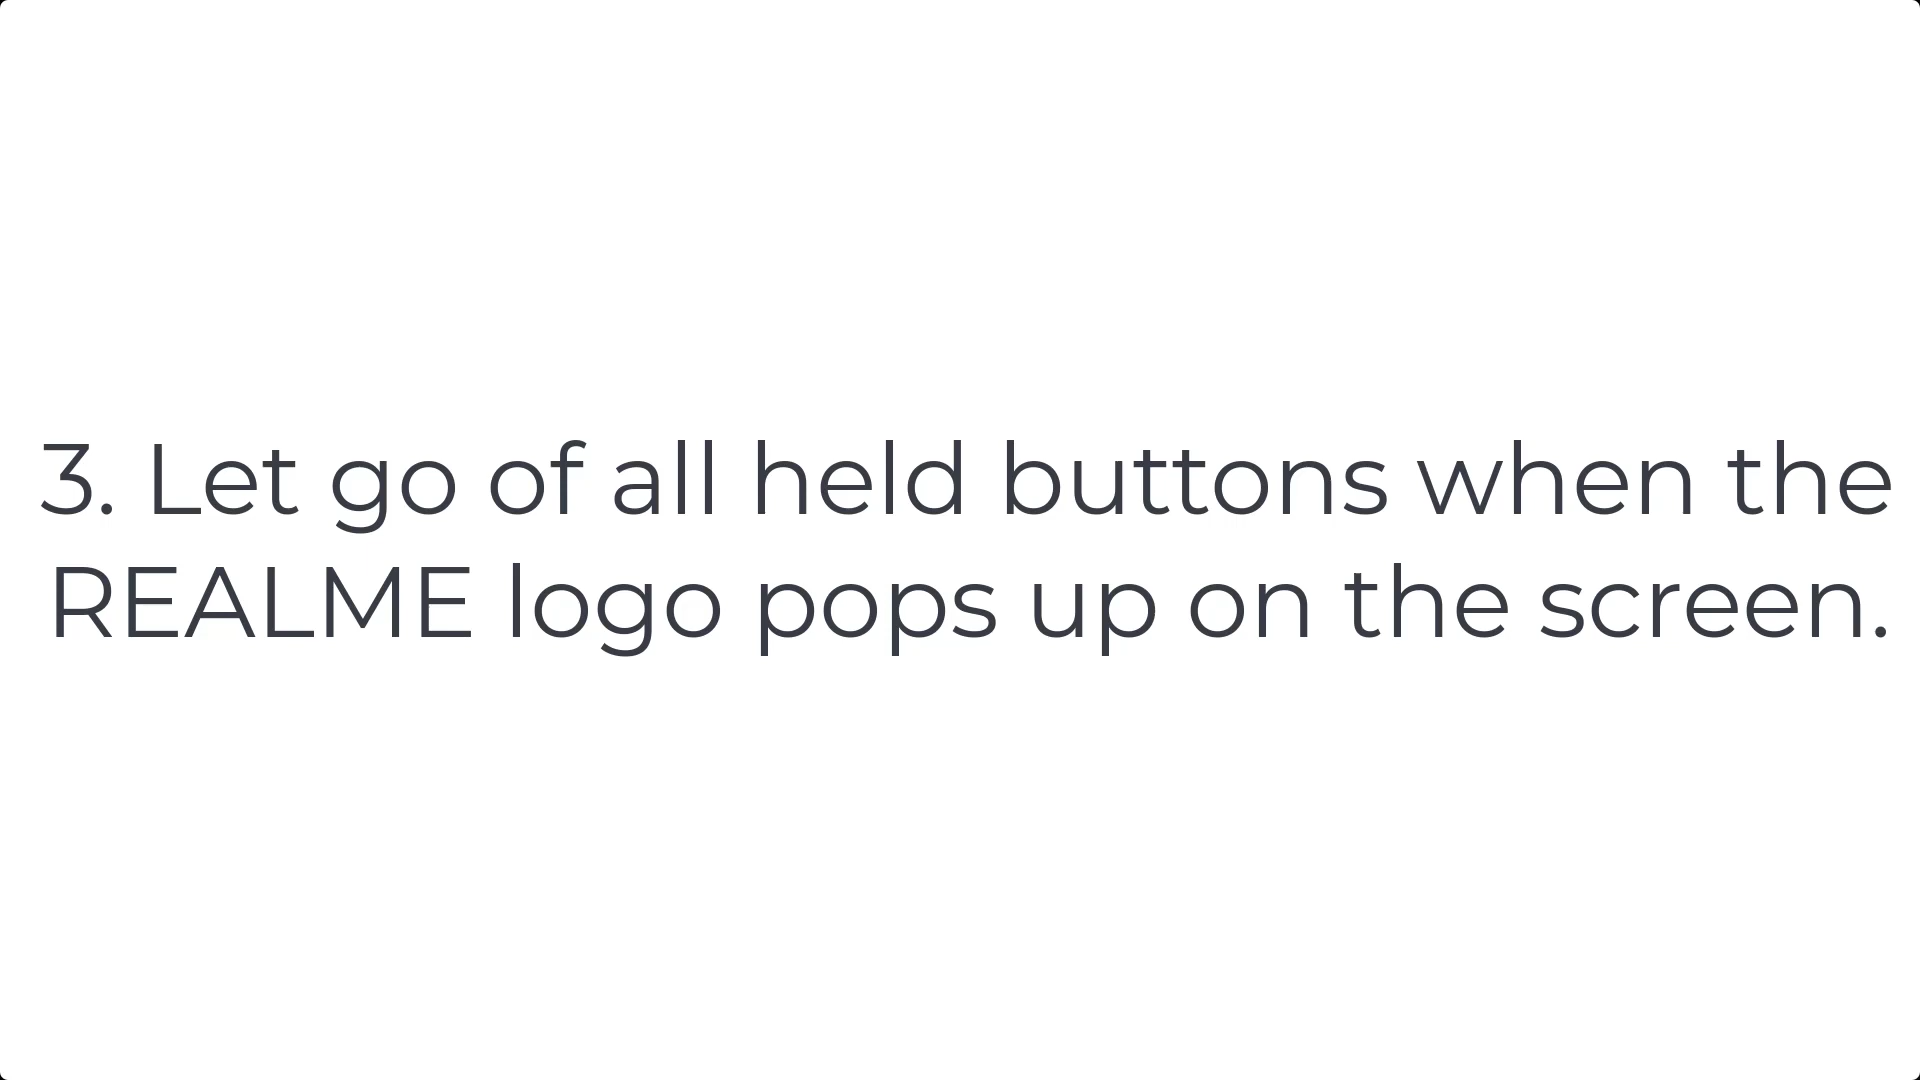 3. Let go of all held buttons when the
REALME logo pops up on the screen.